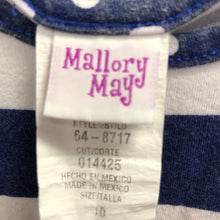 Mallory
May
STYLE/ESTILO
64-8717
CUT/CORTE
014425
HECHO EN MEXICO
MADE IN MEXICO
SIZE/TALLA
10